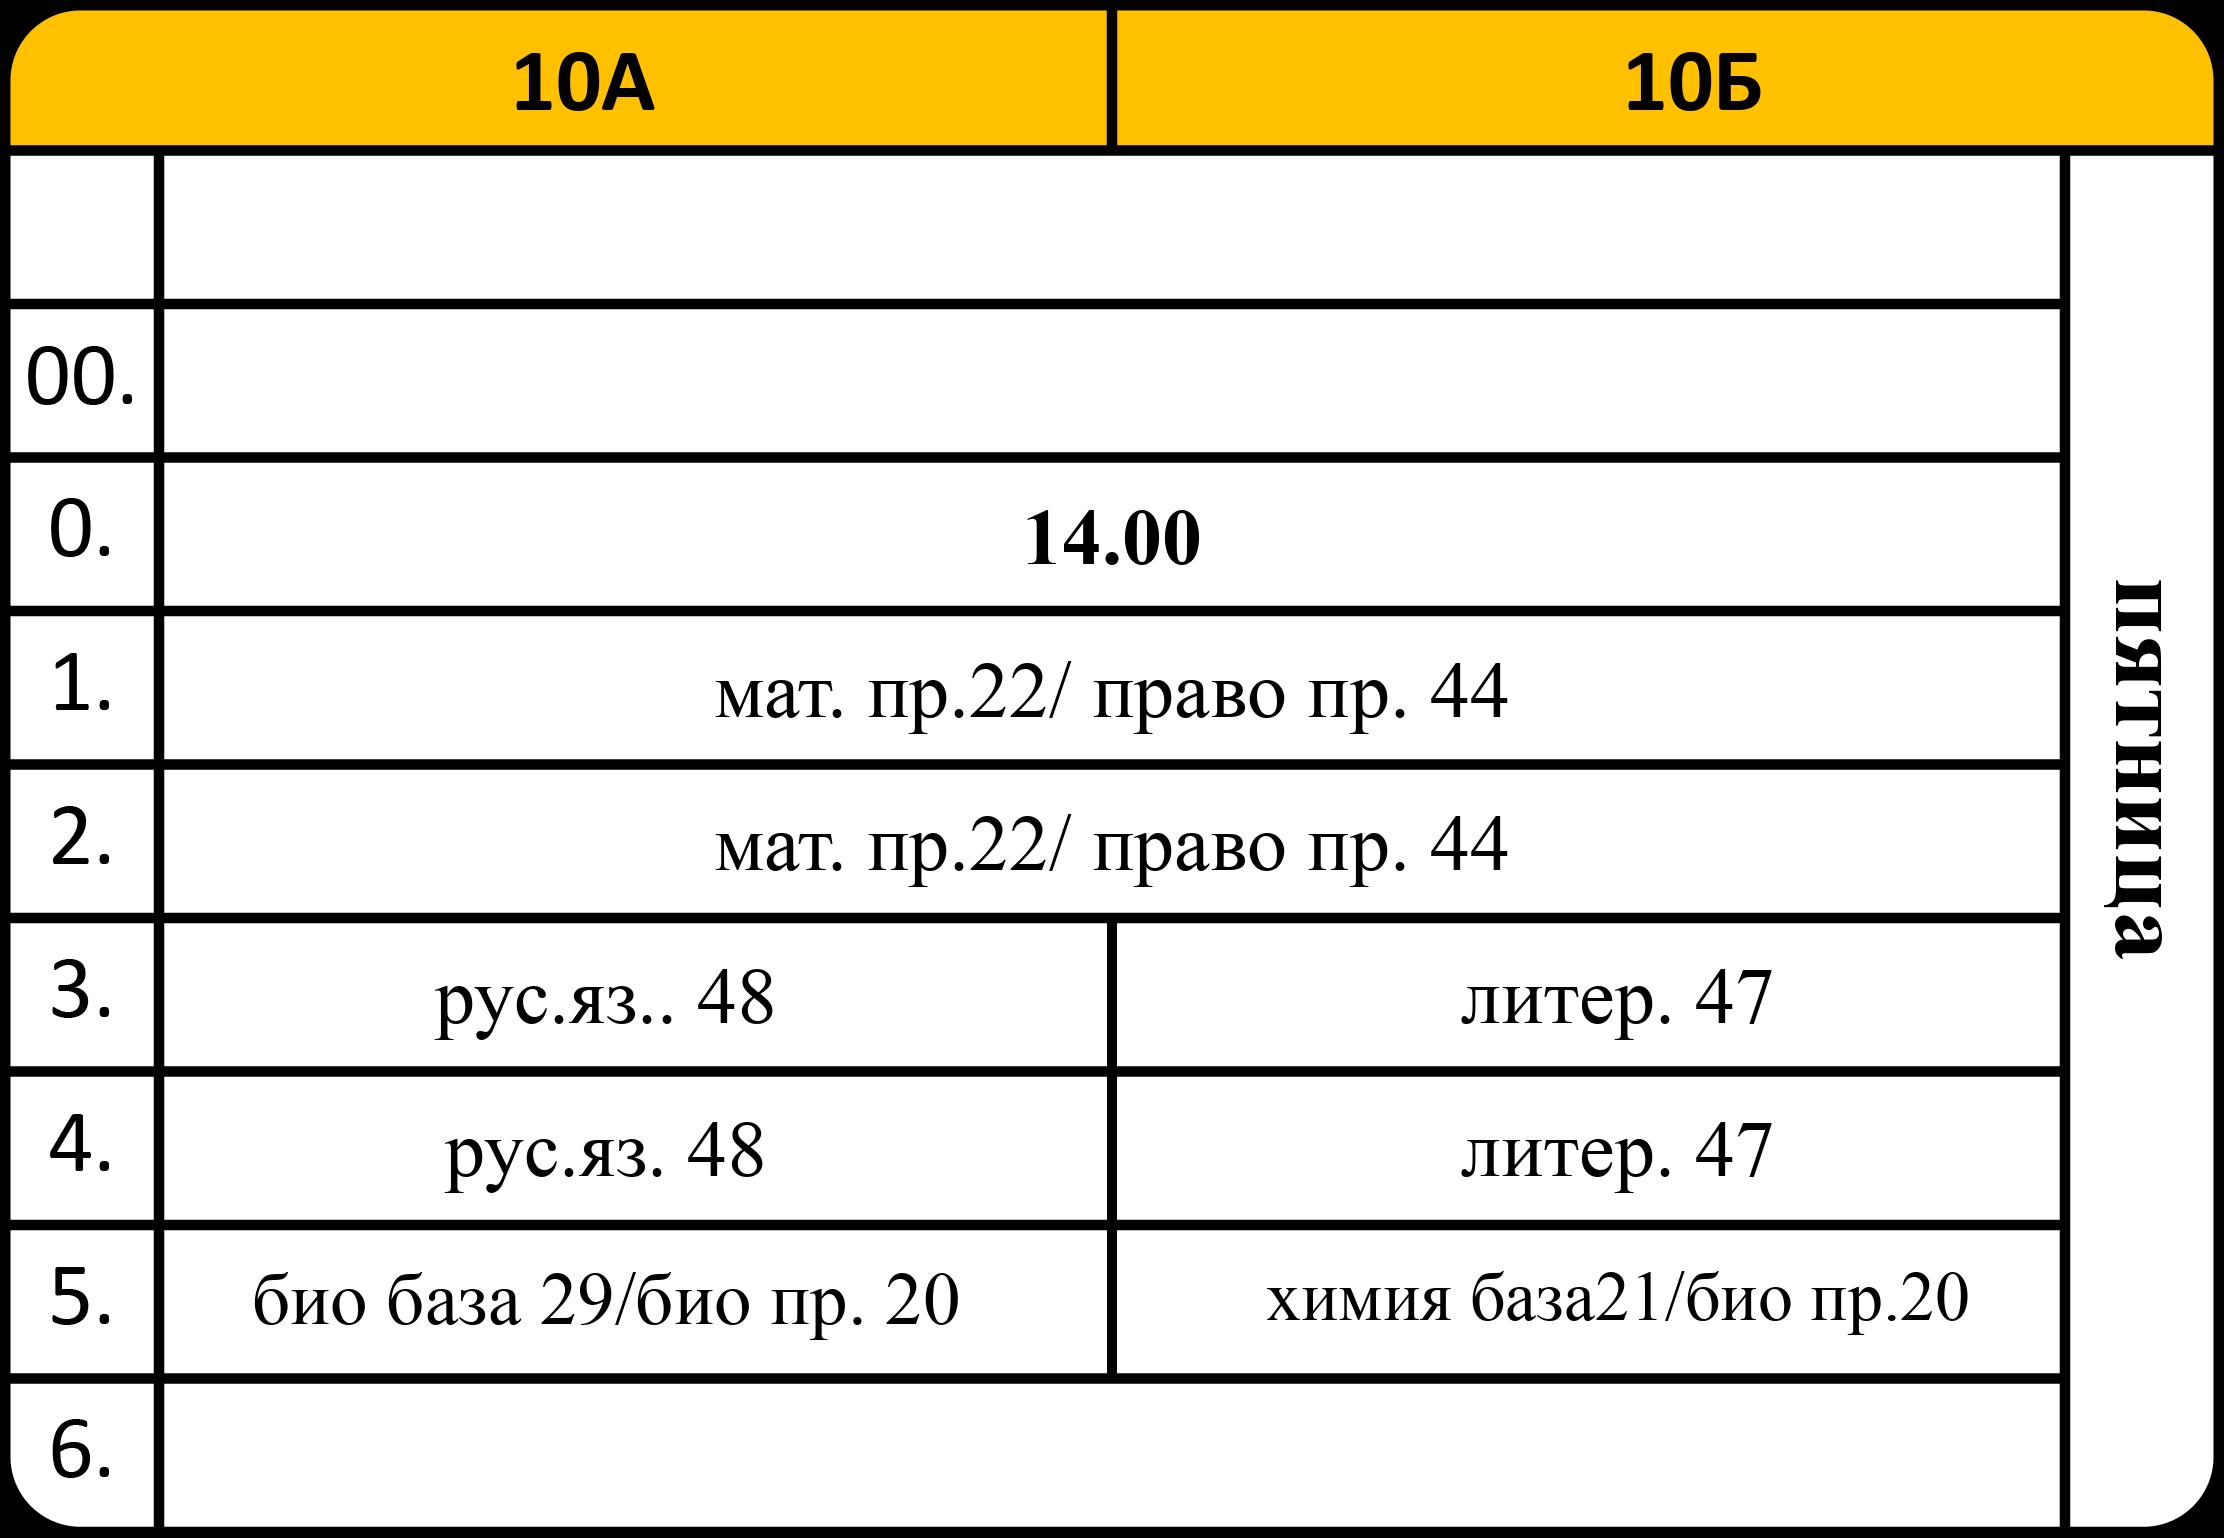 10А 10Б
00.
0. 14.00
1. мат. пр.22/ право пр. 44
2. мат. пр.22/ право пр. 44
3. рус.яз.. 48 литер. 47
4. рус.яз. 48 литер. 47
5. био база 29/био пр. 20 химия база21/био пр.20
6.
пятница